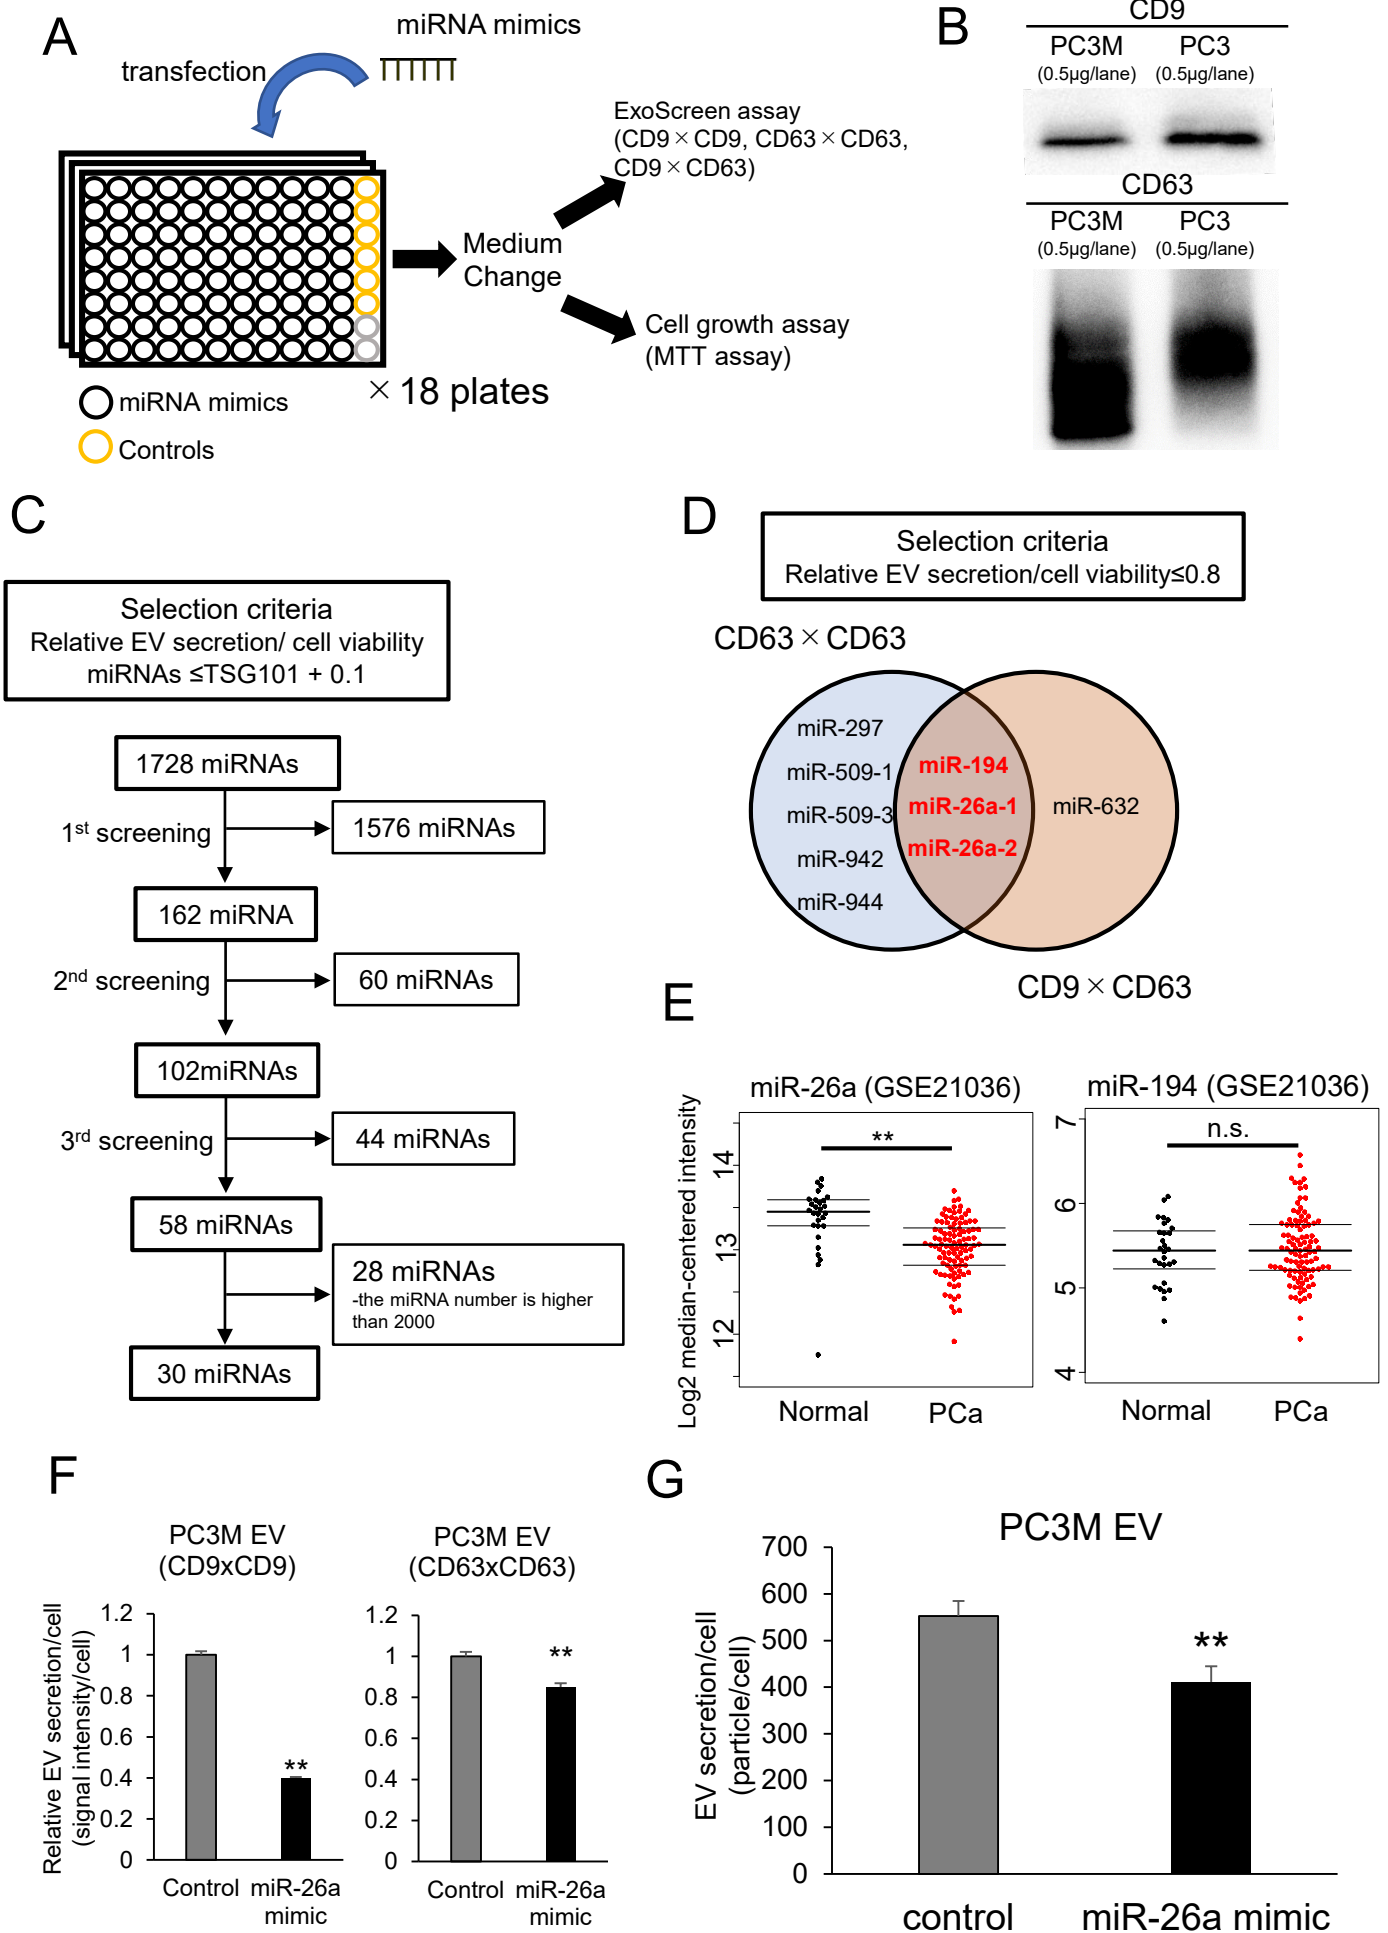 A
miRNA mimics
transfection
ExoScreen assay
(CD9×CD9, CD63×CD63,
CD9×CD63)
Medium
Change
Cell growth assay
(MTT assay)
× 18 plates
miRNA mimics
Controls
B
CD9
PC3M PC3
(0.5µg/lane) (0.5µg/lane)
CD63
PC3M PC3
(0.5µg/lane) (0.5µg/lane)
C
Selection criteria
Relative EV secretion/ cell viability
miRNAs ≤TSG101 + 0.1
1728 miRNAs
1st screening
1576 miRNAs
162 miRNA
2nd screening
60 miRNAs
102miRNAs
3rd screening
44 miRNAs
58 miRNAs
28 miRNAs
-the miRNA number is higher
than 2000
30 miRNAs
D
Selection criteria
Relative EV secretion/cell viability≤0.8
CD63×CD63
miR-297
miR-509-1
miR-509-3
miR-942
miR-944
miR-194
miR-26a-1
miR-26a-2
miR-632
CD9×CD63
E
miR-26a (GSE21036)
Log2 median-centered intensity
14
13
12
**
Normal PCa
miR-194 (GSE21036)
7
6
5
4
n.s.
Normal PCa
F
PC3M EV
(CD9xCD9)
Relative EV secretion/cell
(signal intensity/cell)
1.2
1
0.8
0.6
0.4
0.2
0
**
Control miR-26a
mimic
PC3M EV
(CD63xCD63)
1.2
1
0.8
0.6
0.4
0.2
0
**
Control miR-26a
mimic
G
PC3M EV
EV secretion/cell
(particle/cell)
700
600
500
400
300
200
100
0
**
control miR-26a mimic